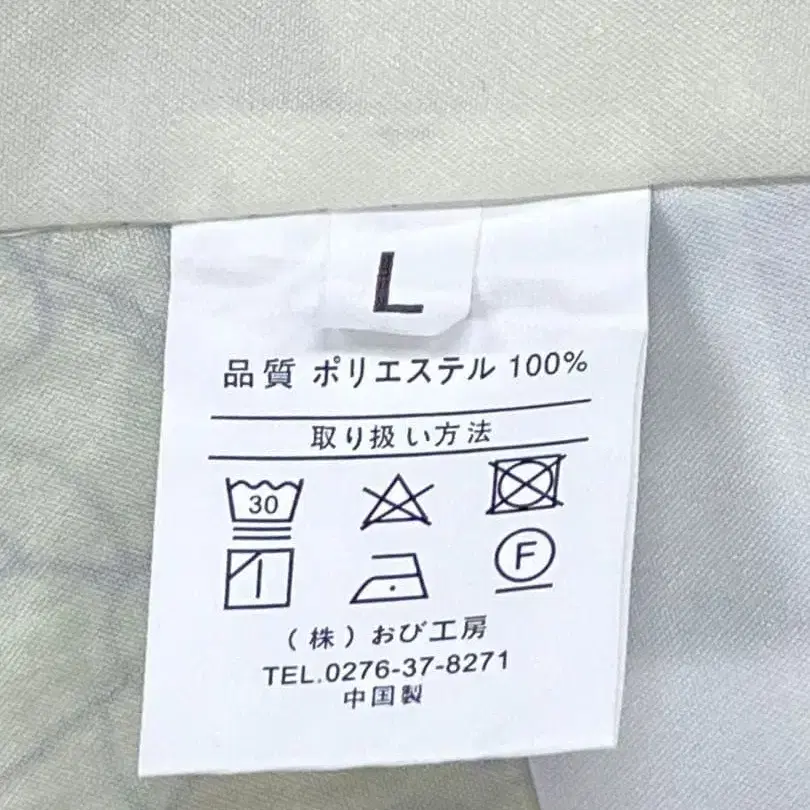 L
品質 ポリエステル 100%
取り扱い方法
30
F
(株)おび工房
TEL.0276-37-8271
中国製